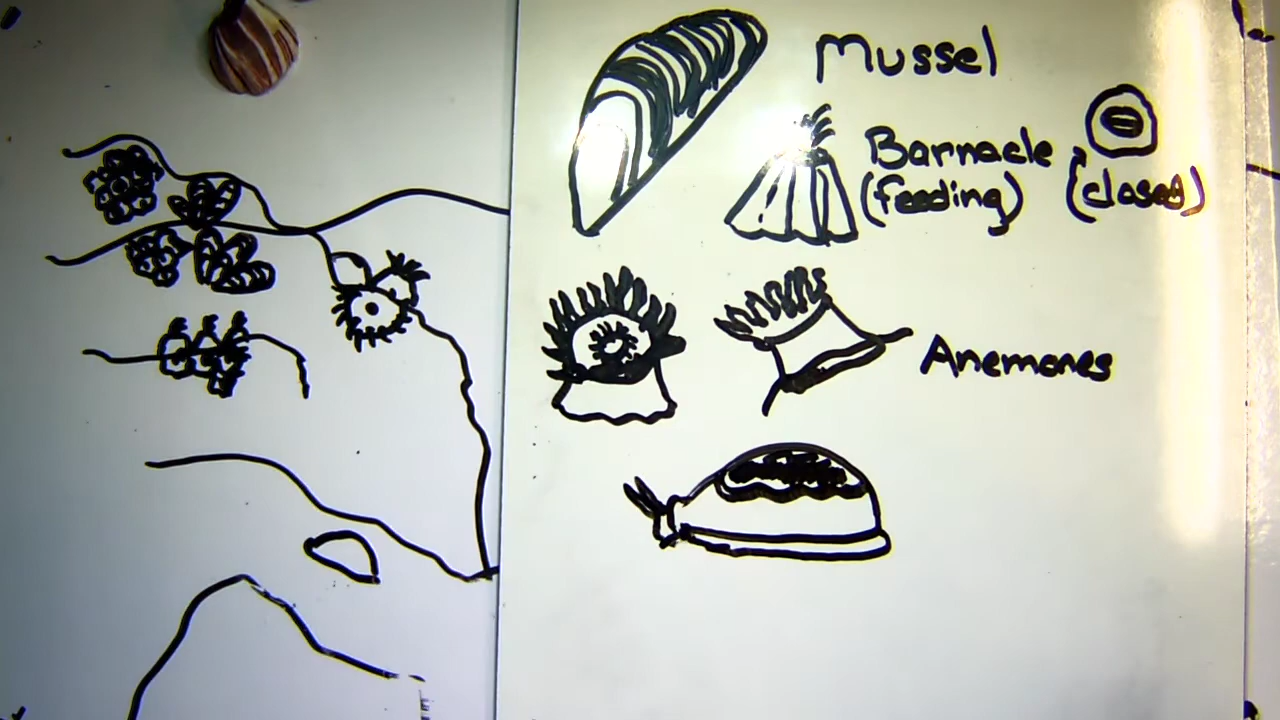 Mussel
Barnacle
(feeding)
(closed)
Anemones